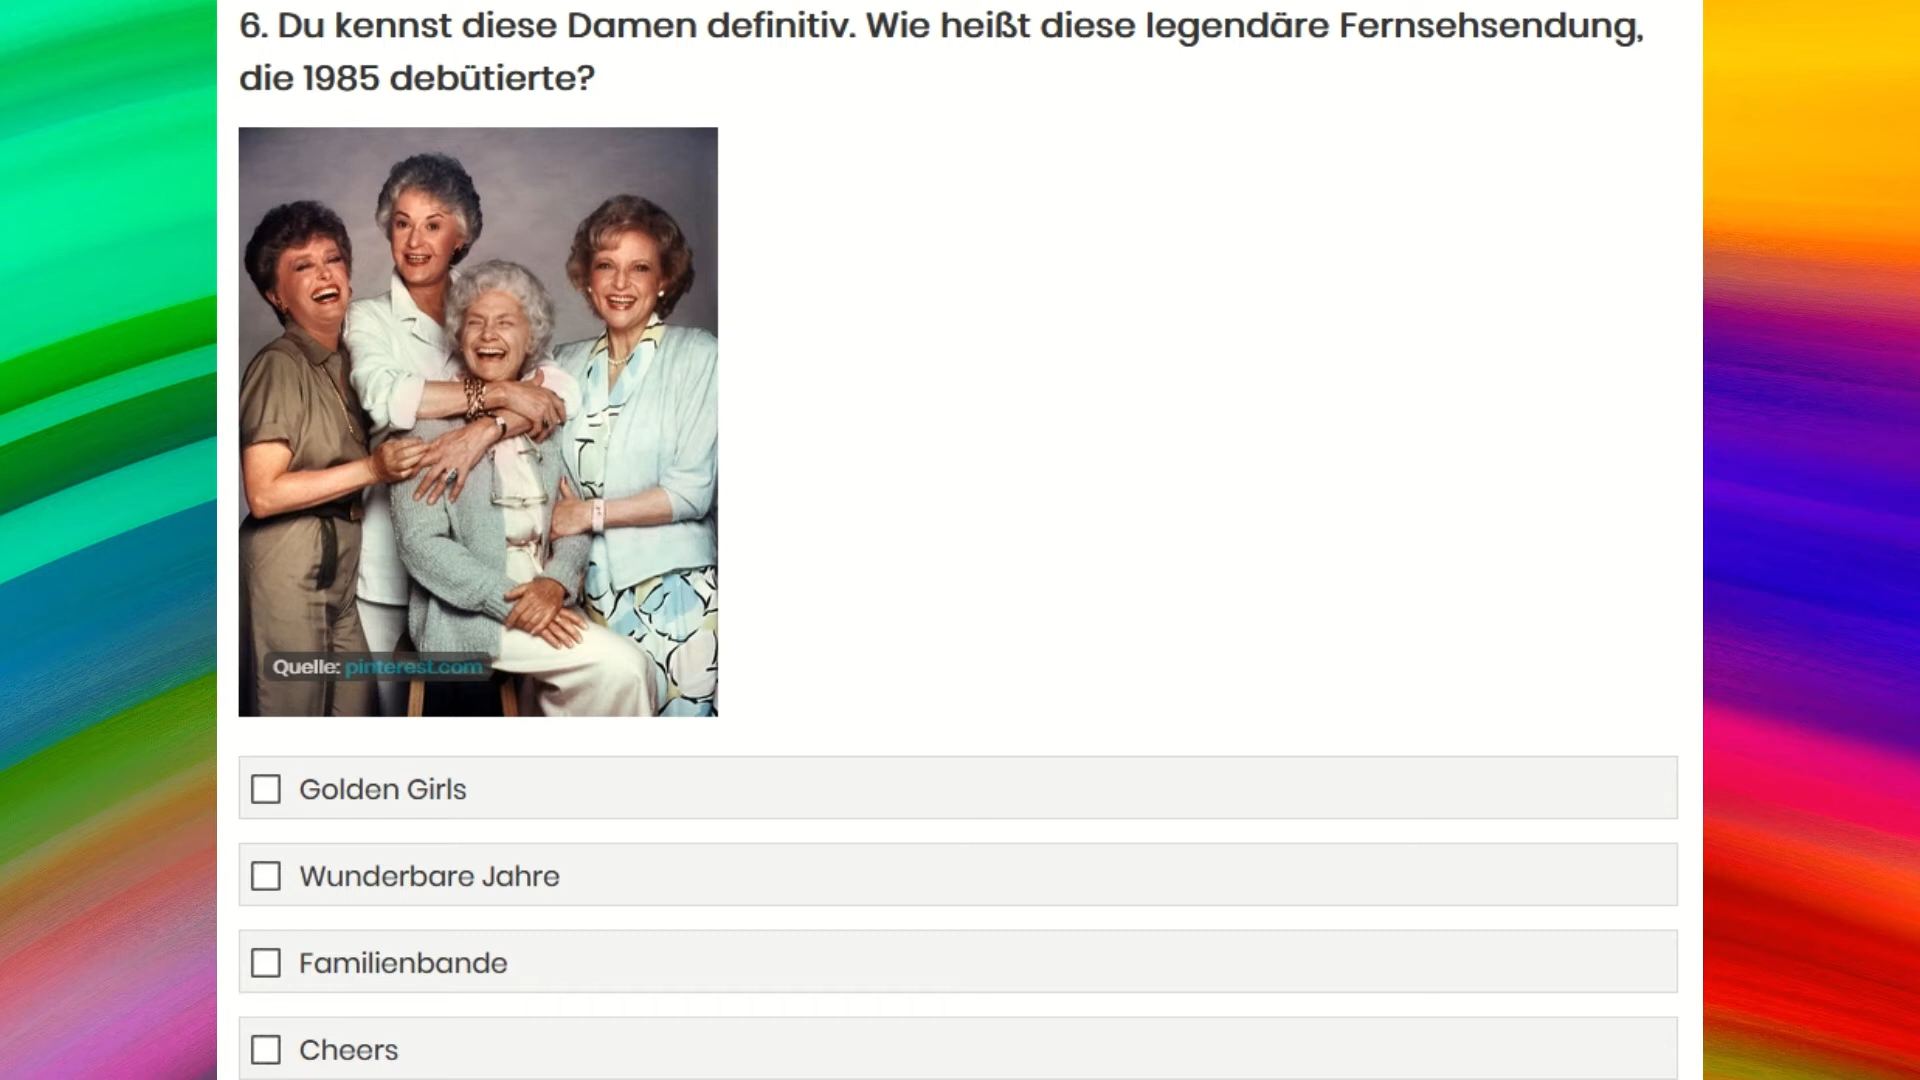 6. Du kennst diese Damen definitiv. Wie heißt diese legendäre Fernsehsendung,
die 1985 debütierte?
Quelle: pinterest.com
Golden Girls
Wunderbare Jahre
Familienbande
Cheers